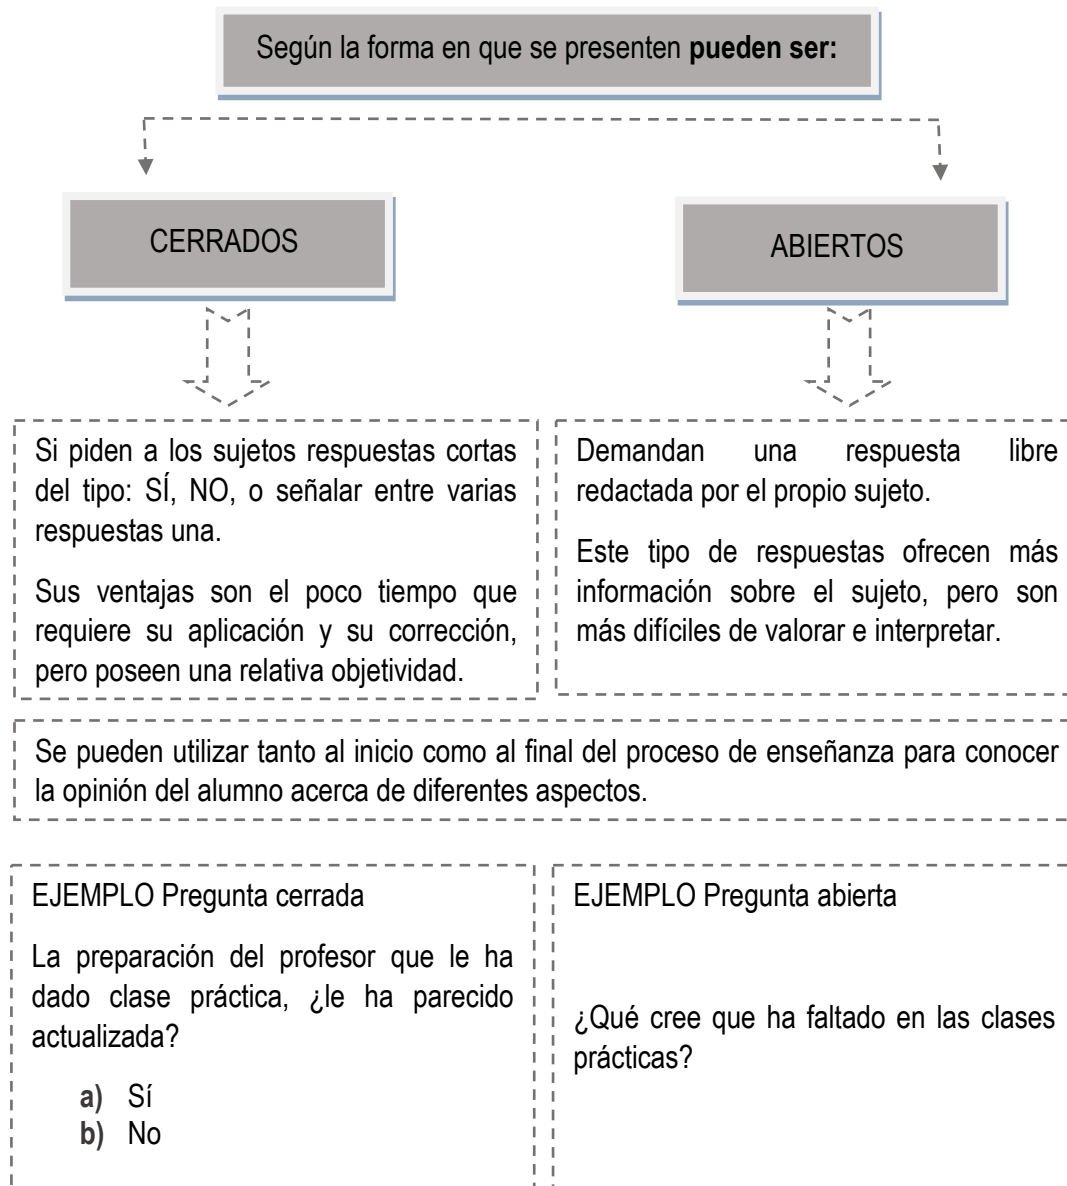 Según la forma en que se presenten pueden ser:
CERRADOS
ABIERTOS
Si piden a los sujetos respuestas cortas
del tipo: SÍ, NO, o señalar entre varias
respuestas una.
Sus ventajas son el poco tiempo que
requiere su aplicación y su corrección,
pero poseen una relativa objetividad.
Demandan una respuesta libre
redactada por el propio sujeto.
Este tipo de respuestas ofrecen más
información sobre el sujeto, pero son
más difíciles de valorar e interpretar.
Se pueden utilizar tanto al inicio como al final del proceso de enseñanza para conocer
la opinión del alumno acerca de diferentes aspectos.
EJEMPLO Pregunta cerrada
La preparación del profesor que le ha
dado clase práctica, ¿le ha parecido
actualizada?
a) Sí
b) No
EJEMPLO Pregunta abierta
¿Qué cree que ha faltado en las clases
prácticas?